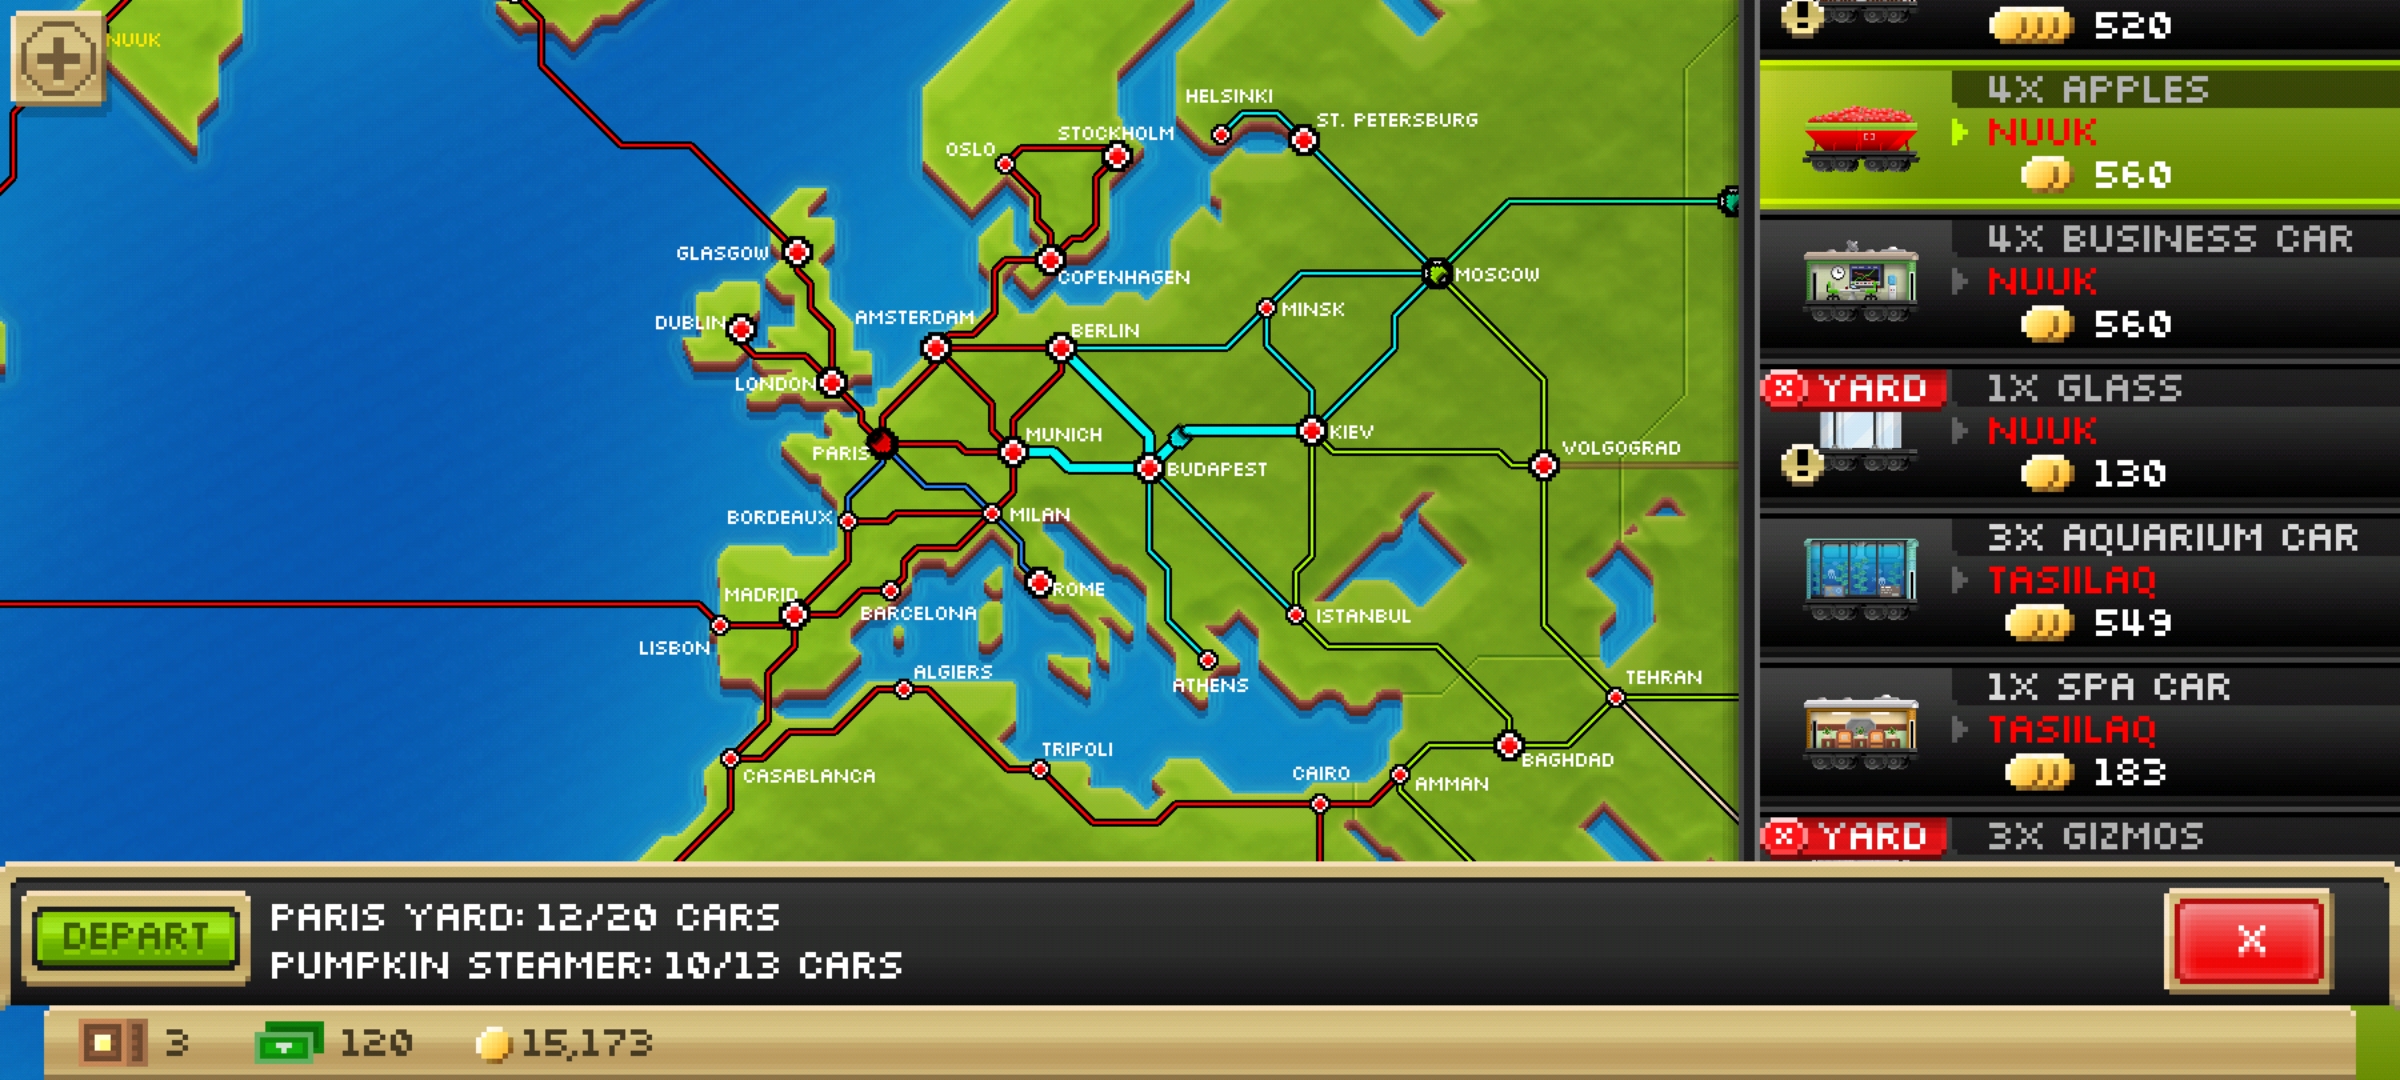 NUUK
HELSINKI
ST. PETERSBURG
STOCKHOLM
OSLO
GLASGOW
COPENHAGEN
MOSCOW
DUBLIN
AMSTERDAM
BERLIN
MINSK
LONDON
PARIS
MUNICH
KIEV
VOLGOGRAD
BUDAPEST
BORDEAUX
MILAN
MADRID
ROME
BARCELONA
ISTANBUL
LISBON
ALGIERS
ATHENS
TEHRAN
CASABLANCA
TRIPOLI
CAIRO
AMMAN
BAGHDAD
520
4X APPLES
NUUK
560
4X BUSINESS CAR
NUUK
560
YARD
1X GLASS
NUUK
130
3X AQUARIUM CAR
TASIILAQ
549
1X SPA CAR
TASIILAQ
183
YARD
3X GIZMOS
DEPART
PARIS YARD: 12/20 CARS
PUMPKIN STEAMER: 10/13 CARS
X
3
120
15,173